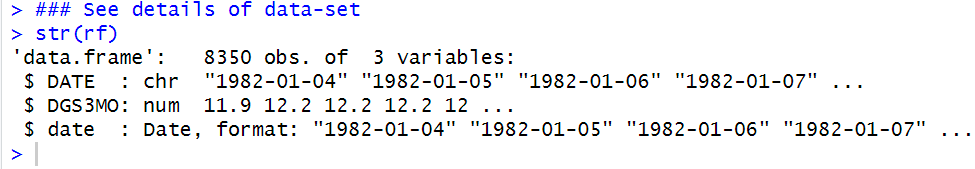 > ### See details of data-set
> str(rf)
'data.frame':   8350 obs. of  3 variables:
 $ DATE  : chr  "1982-01-04" "1982-01-05" "1982-01-06" "1982-01-07" ...
 $ DGS3MO: num  11.9 12.2 12.2 12.2 12 ...
 $ date  : Date, format: "1982-01-04" "1982-01-05" "1982-01-06" "1982-01-07" ...
>